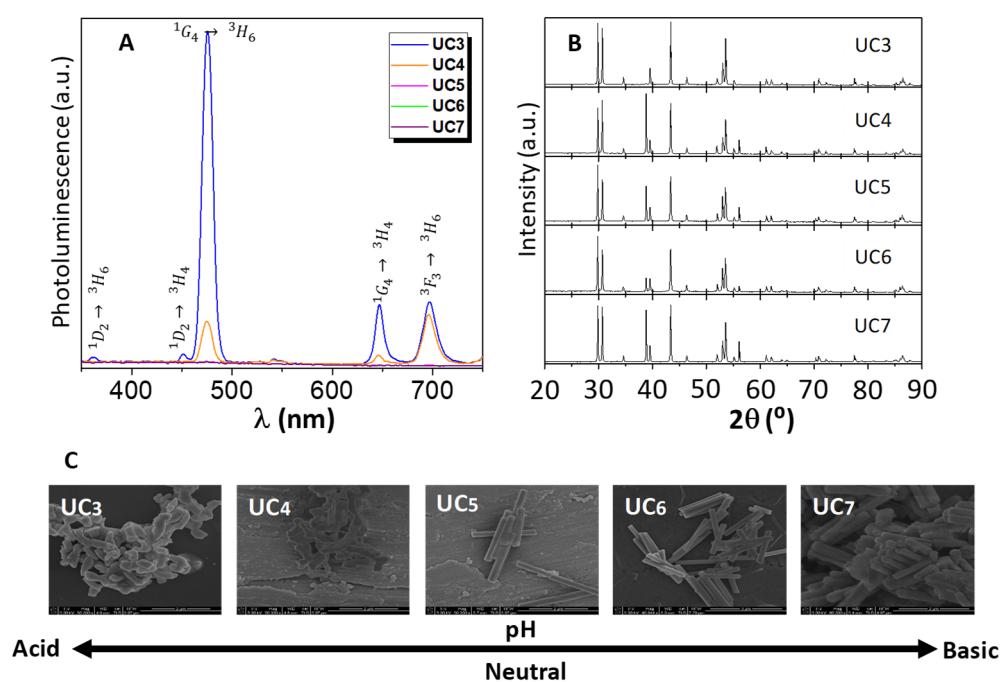 A
¹G₄ → ³H₆
UC3
UC4
UC5
UC6
UC7
¹D₂ → ³H₆
¹D₂ → ³H₄
¹G₄ → ³H₄
³F₃ → ³H₆
Photoluminescence (a.u.)
400 500 600 700
λ (nm)
B
UC3
UC4
UC5
UC6
UC7
Intensity (a.u.)
20 30 40 50 60 70 80 90
2θ (⁰)
C
UC3 UC4 UC5 UC6 UC7
pH
Acid Basic
Neutral